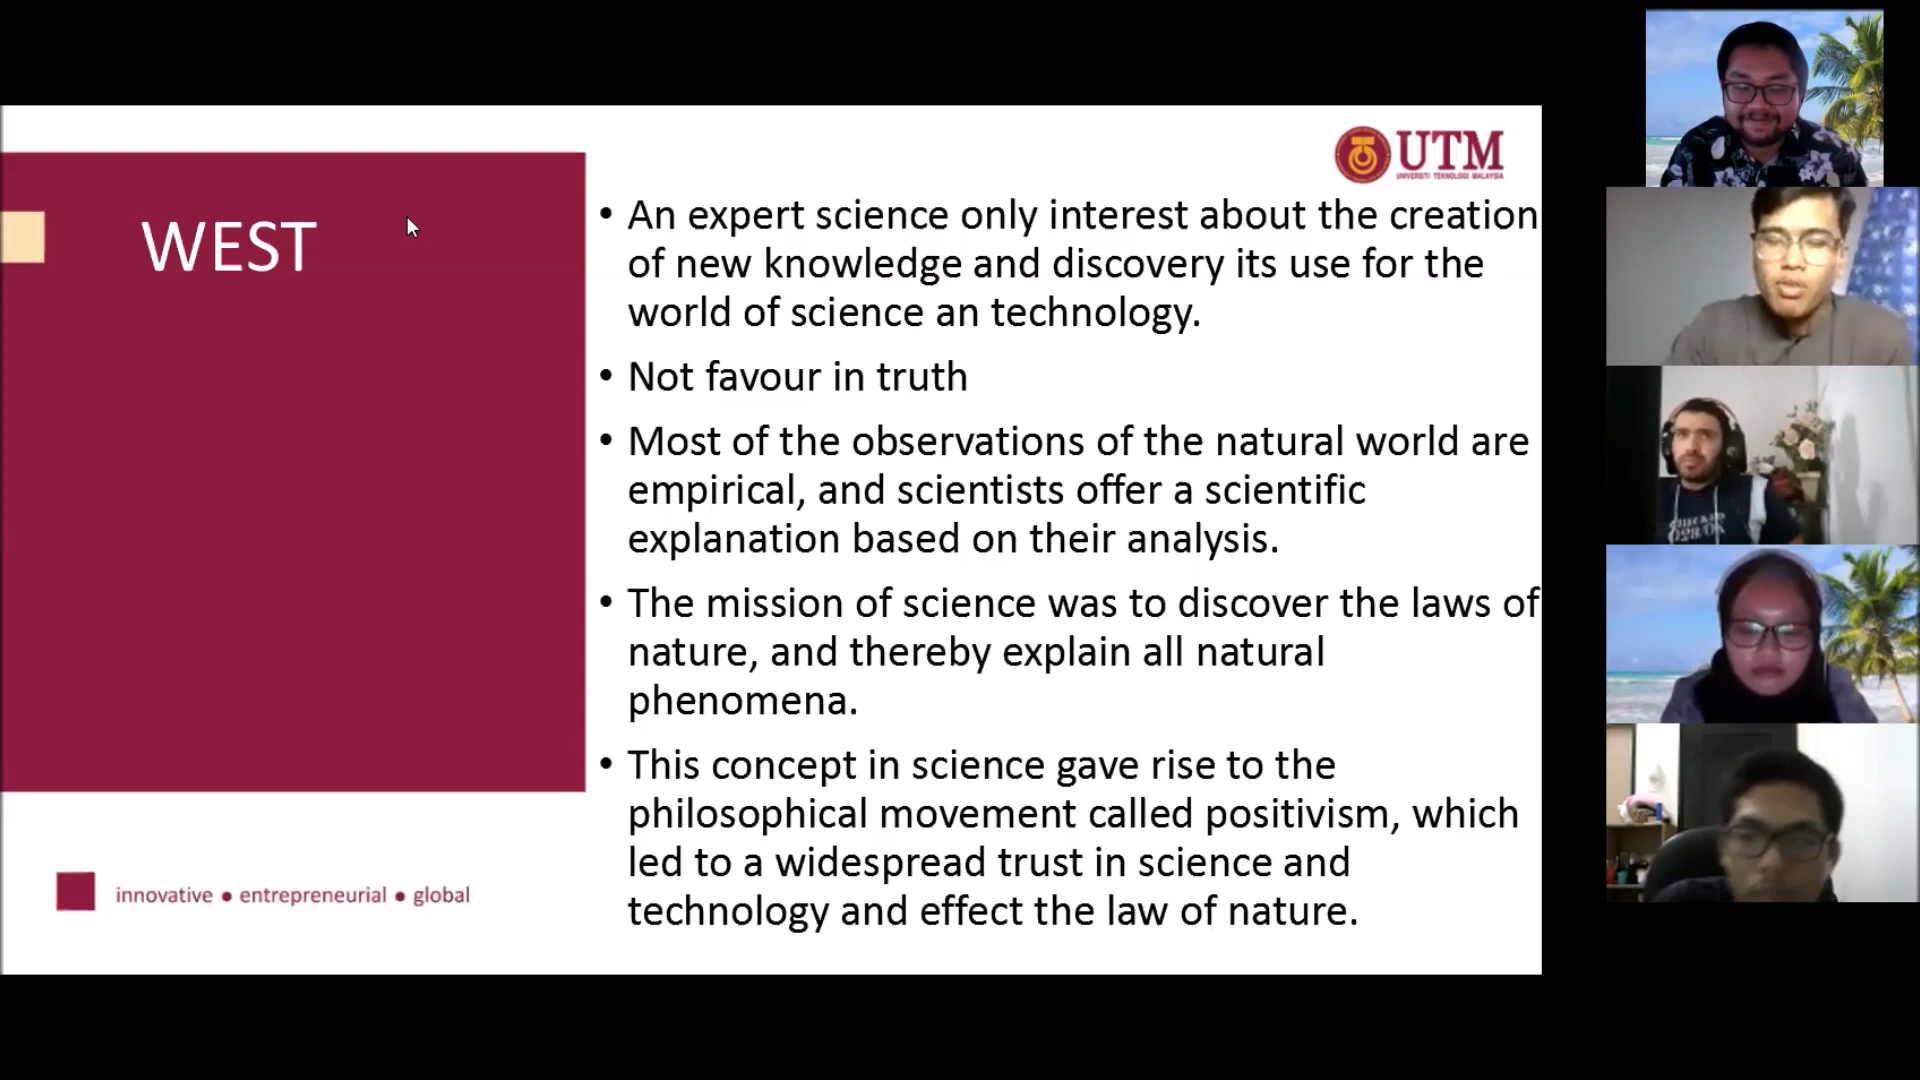 UTM
UNIVERSITI TEKNOLOGI MALAYSIA
WEST
• An expert science only interest about the creation
of new knowledge and discovery its use for the
world of science an technology.
• Not favour in truth
• Most of the observations of the natural world are
empirical, and scientists offer a scientific
explanation based on their analysis.
• The mission of science was to discover the laws of
nature, and thereby explain all natural
phenomena.
• This concept in science gave rise to the
philosophical movement called positivism, which
led to a widespread trust in science and
technology and effect the law of nature.
innovative ● entrepreneurial ● global